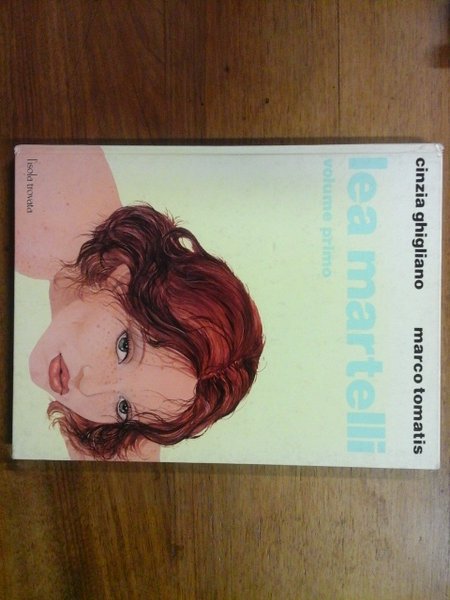 cinzia ghigliano marco tomatis
lea martelli
volume primo
l'isola trovata